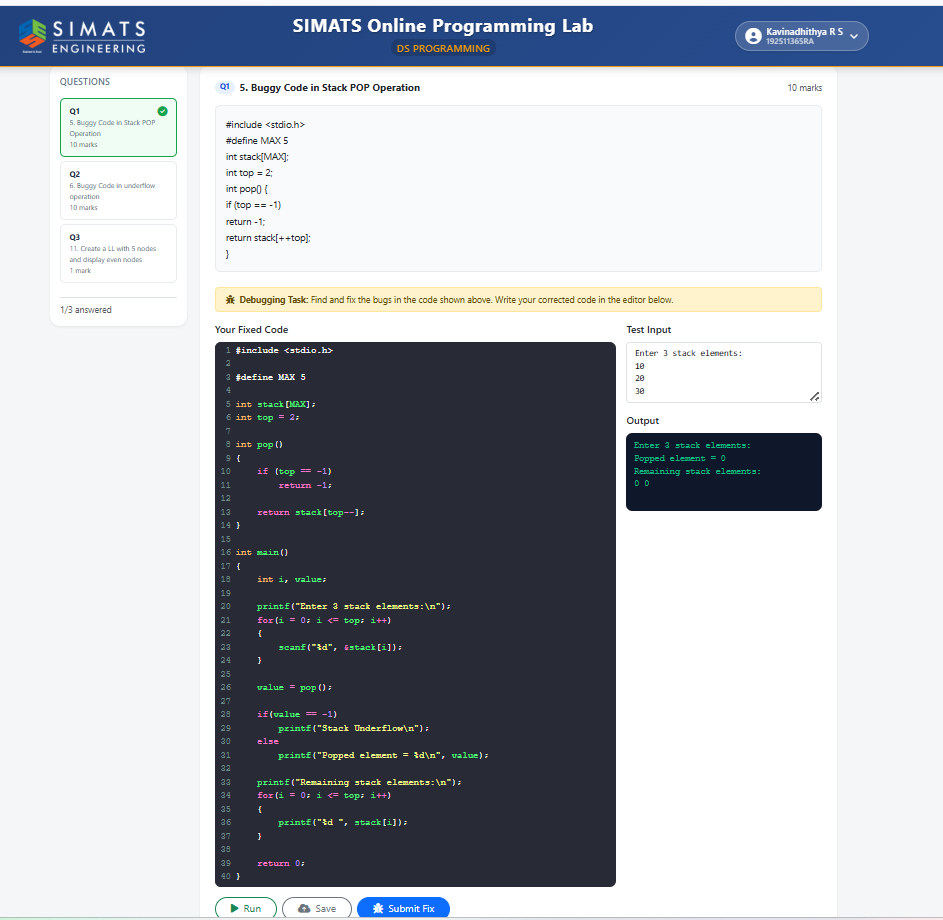 SIMATS
ENGINEERING
SIMATS Online Programming Lab
DS PROGRAMMING
Kavinadhithya R S
192511365RA
QUESTIONS
Q1
5. Buggy Code in Stack POP
Operation
10 marks
Q2
6. Buggy Code in underflow
operation
10 marks
Q3
11. Create a LL with 5 nodes
and display even nodes
1 mark
1/3 answered
Q1 5. Buggy Code in Stack POP Operation
10 marks
#include <stdio.h>
#define MAX 5
int stack[MAX];
int top = 2;
int pop() {
if (top == -1)
return -1;
return stack[++top];
}
Debugging Task: Find and fix the bugs in the code shown above. Write your corrected code in the editor below.
Your Fixed Code
1 #include <stdio.h>
2
3 #define MAX 5
4
5 int stack[MAX];
6 int top = 2;
7
8 int pop()
9 {
10     if (top == -1)
11         return -1;
12
13     return stack[top--];
14 }
15
16 int main()
17 {
18     int i, value;
19
20     printf("Enter 3 stack elements:\n");
21     for(i = 0; i <= top; i++)
22     {
23         scanf("%d", &stack[i]);
24     }
25
26     value = pop();
27
28     if(value == -1)
29         printf("Stack Underflow\n");
30     else
31         printf("Popped element = %d\n", value);
32
33     printf("Remaining stack elements:\n");
34     for(i = 0; i <= top; i++)
35     {
36         printf("%d ", stack[i]);
37     }
38
39     return 0;
40 }
Test Input
Enter 3 stack elements:
10
20
30
Output
Enter 3 stack elements:
Popped element = 0
Remaining stack elements:
0 0
Run
Save
Submit Fix